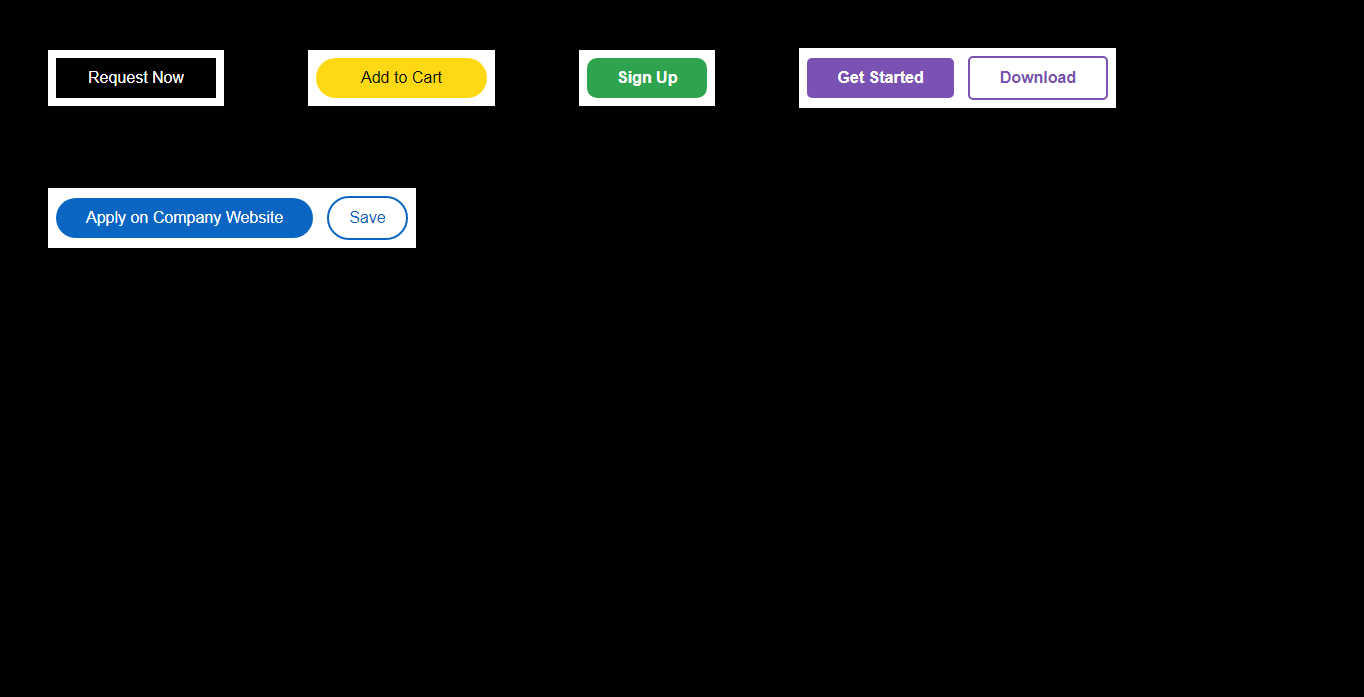 Request Now
Add to Cart
Sign Up
Get Started
Download
Apply on Company Website
Save